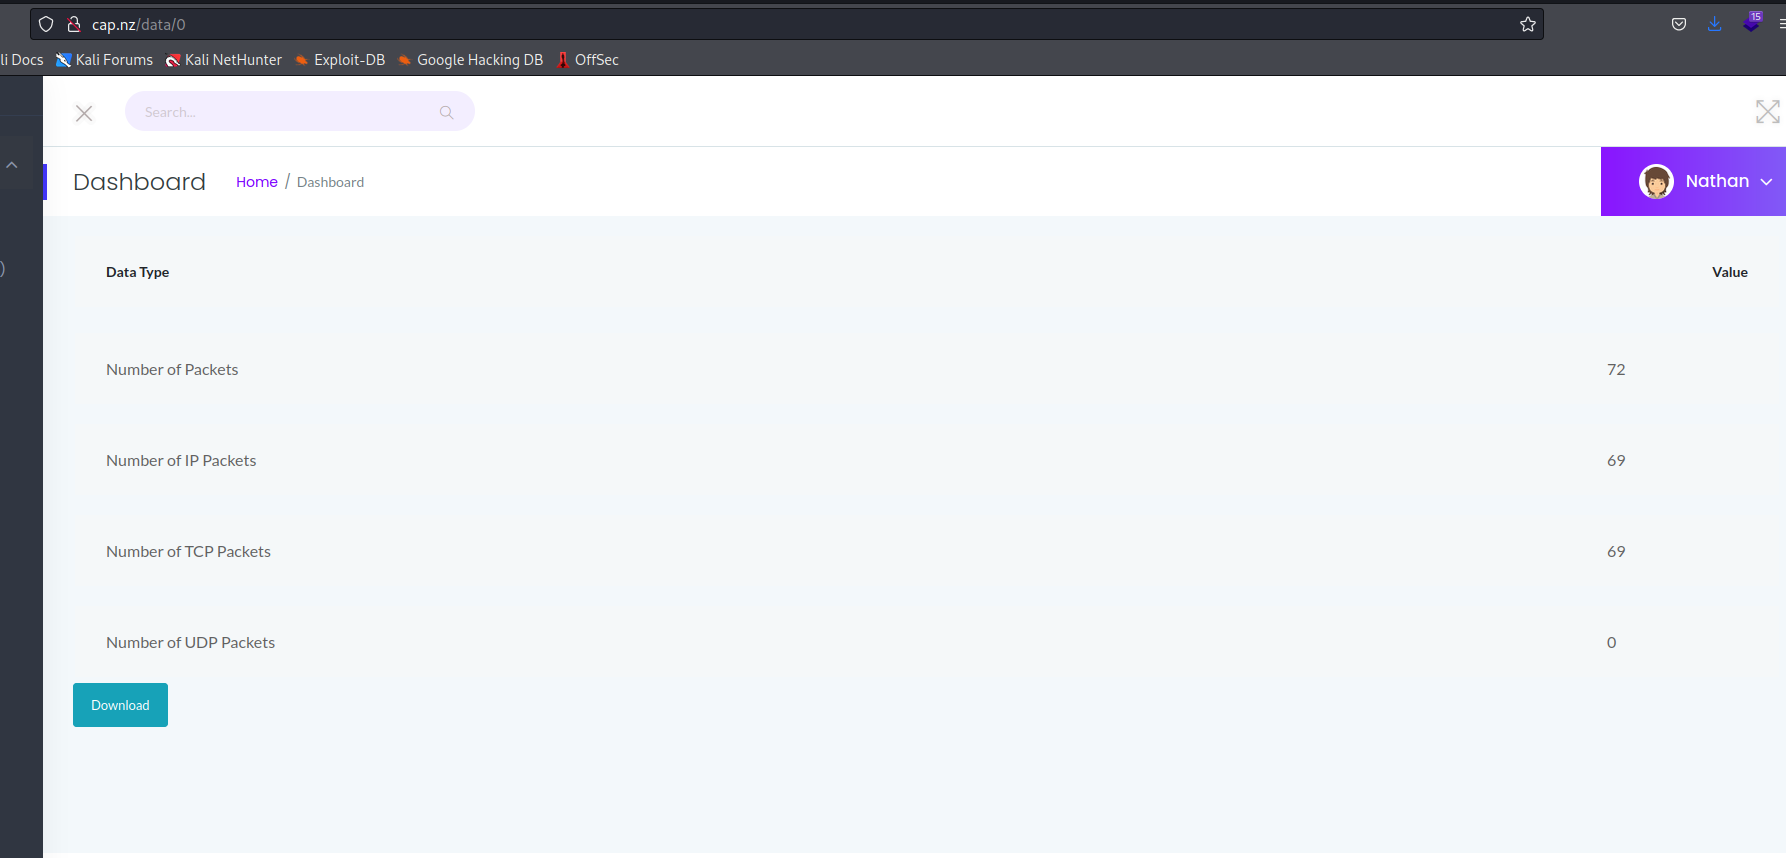 cap.nz/data/0
15
li Docs Kali Forums Kali NetHunter Exploit-DB Google Hacking DB OffSec
Search...
Dashboard Home / Dashboard Nathan
)
Data Type Value
Number of Packets 72
Number of IP Packets 69
Number of TCP Packets 69
Number of UDP Packets 0
Download